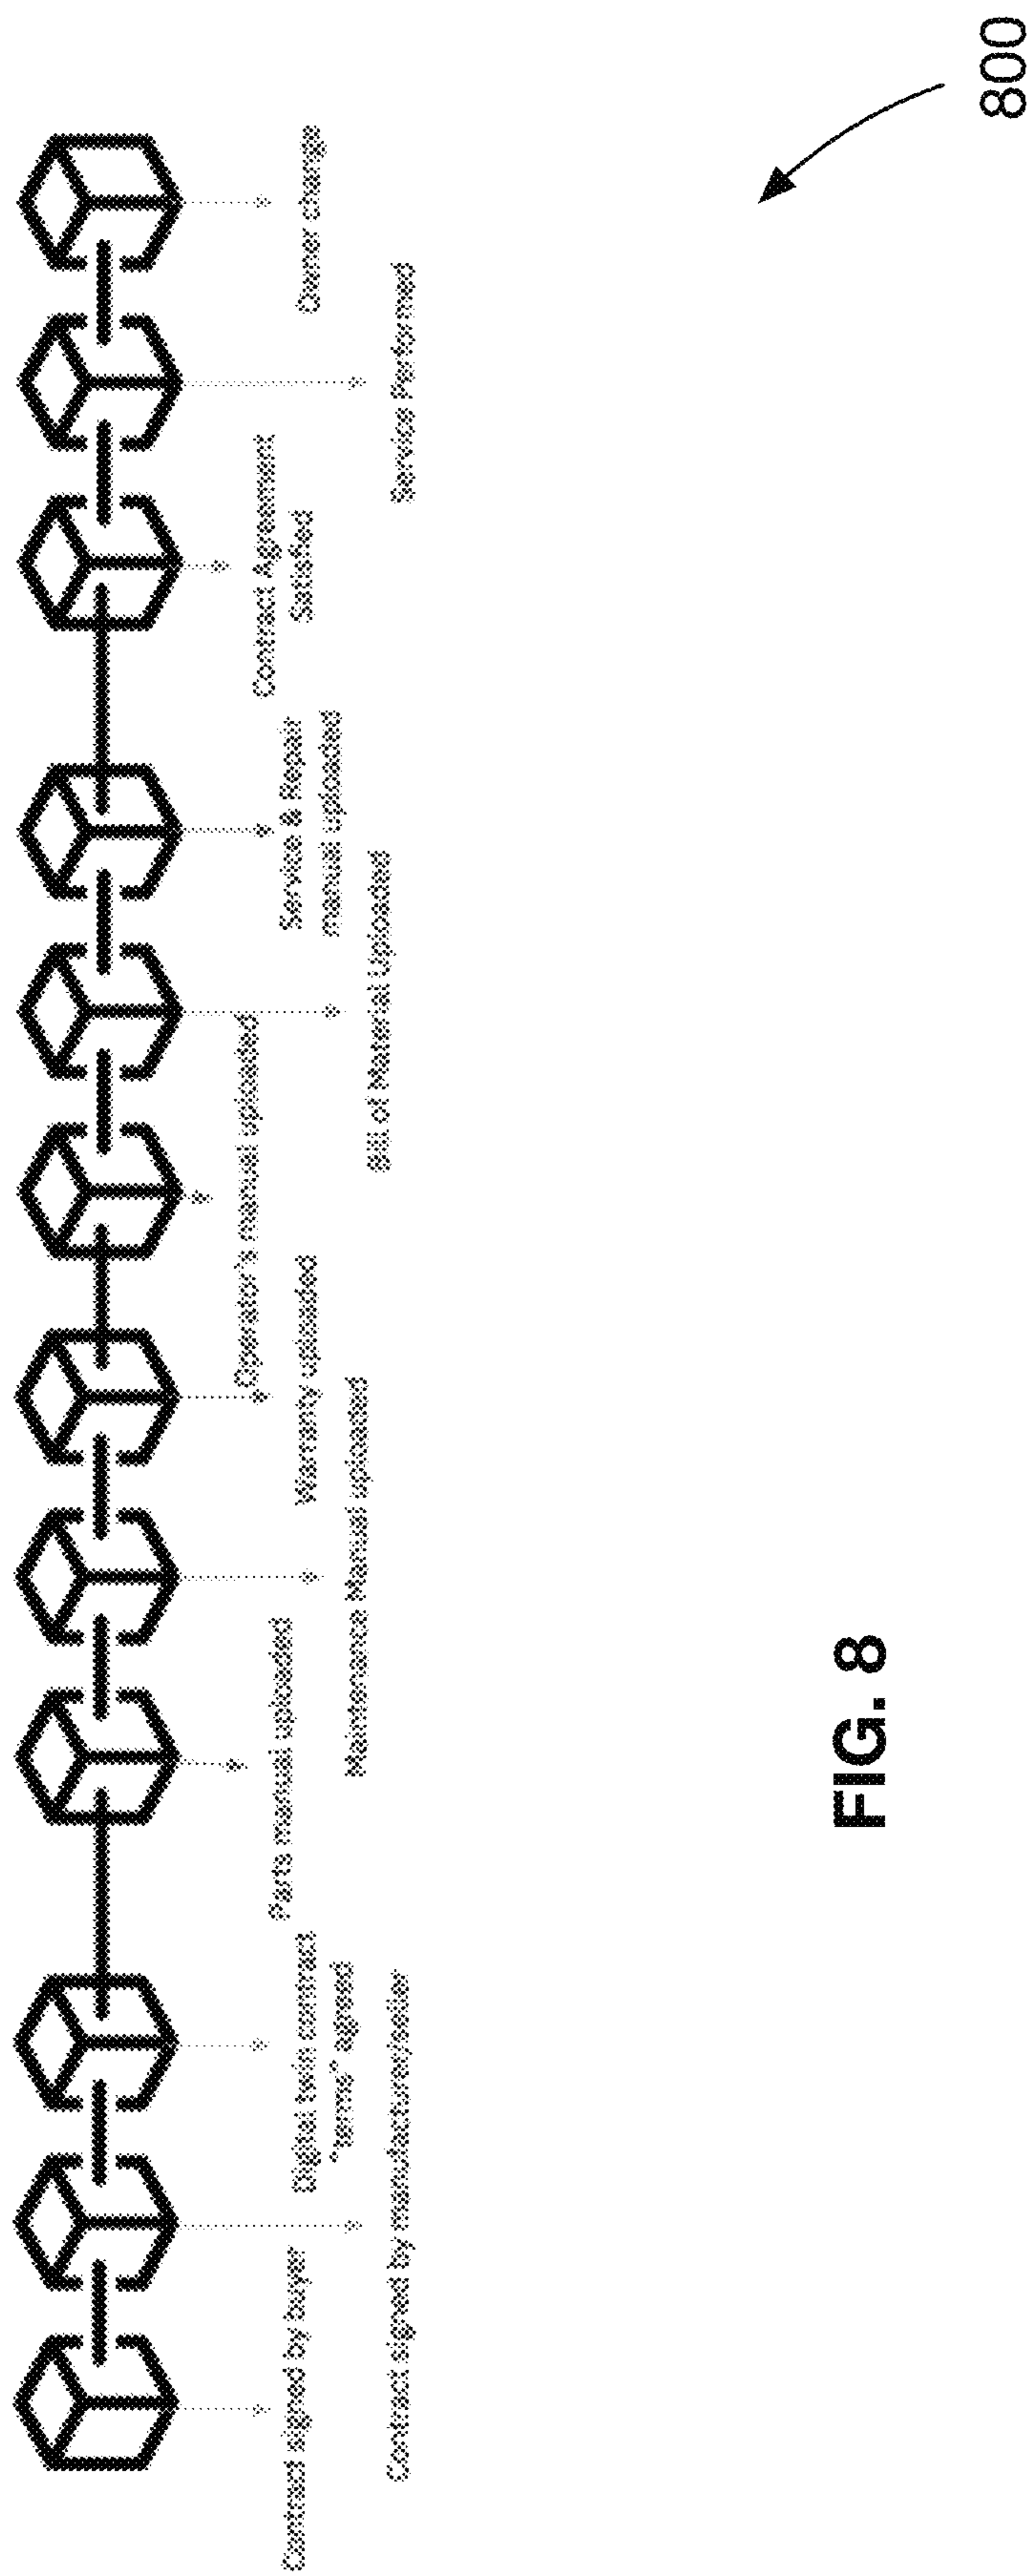 Contract signed by buyer
Contract signed by manufacturer/seller
Digital twin contract
"Terms" agreed
Parts manual uploaded
Maintenance Manual uploaded
Warranty uploaded
Operator's manual uploaded
Bill of Material Uploaded
Service & Repair
manual uploaded
Contract Agreement
Satisfied
Service Performed
Owner change
FIG. 8
800